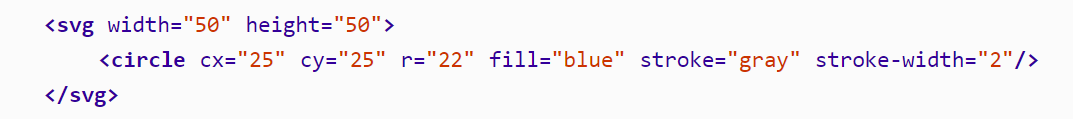 <svg width="50" height="50">
<circle cx="25" cy="25" r="22" fill="blue" stroke="gray" stroke-width="2"/>
</svg>